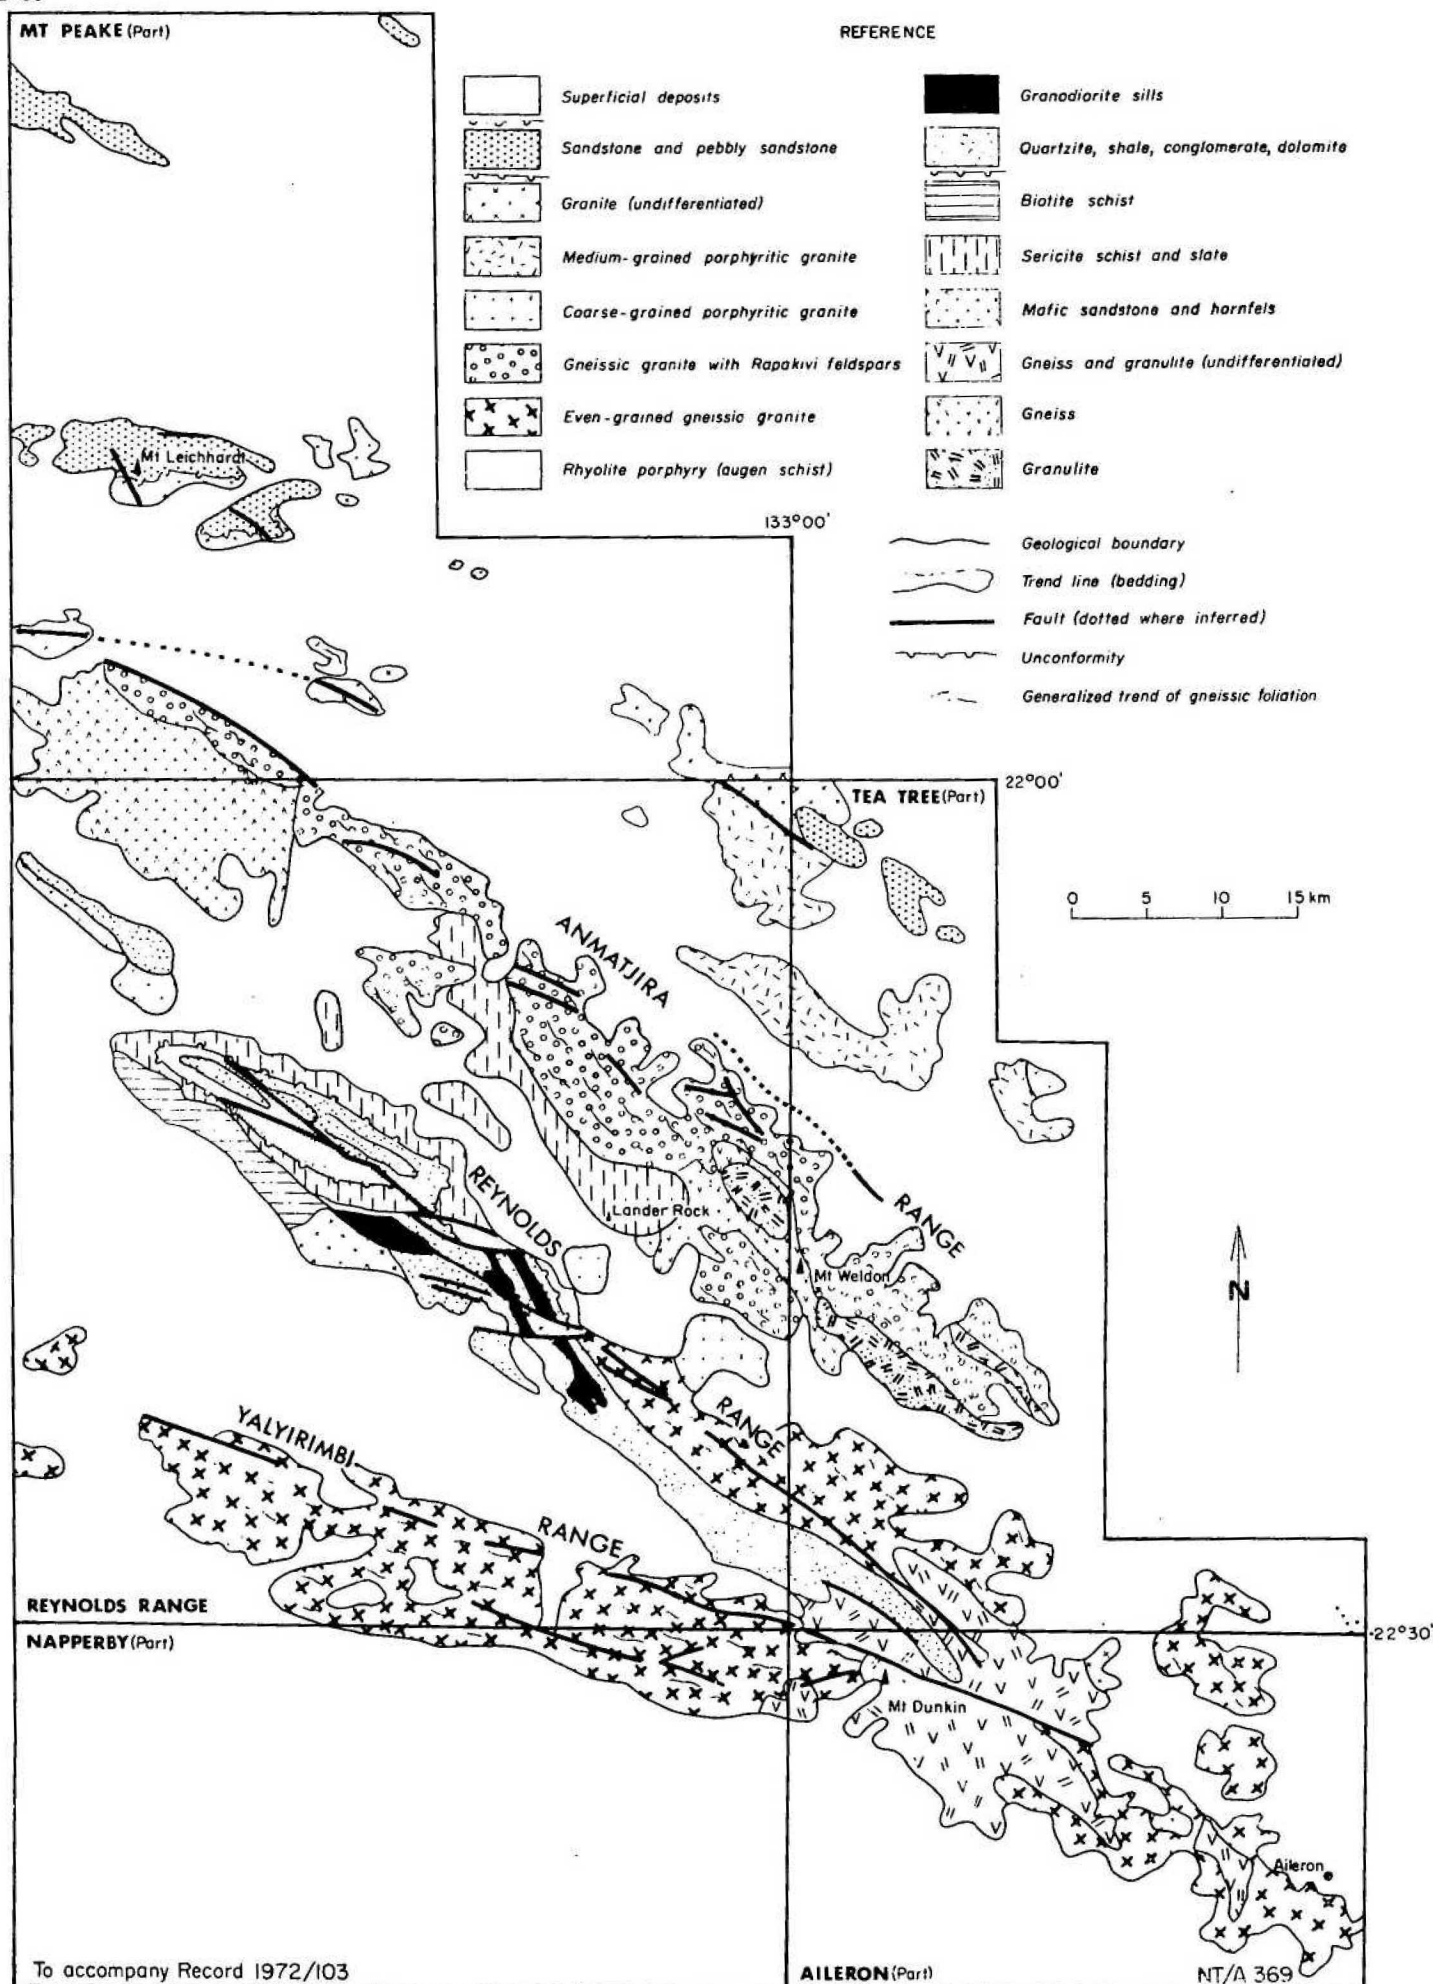 MT PEAKE (Part)
REFERENCE
Superficial deposits
Sandstone and pebbly sandstone
Granite (undifferentiated)
Medium-grained porphyritic granite
Coarse-grained porphyritic granite
Gneissic granite with Rapakivi feldspars
Even-grained gneissic granite
Rhyolite porphyry (augen schist)
Granodiorite sills
Quartzite, shale, conglomerate, dolomite
Biotite schist
Sericite schist and slate
Mafic sandstone and hornfels
Gneiss and granulite (undifferentiated)
Gneiss
Granulite
Geological boundary
Trend line (bedding)
Fault (dotted where inferred)
Unconformity
Generalized trend of gneissic foliation
Mt Leichhardt
133°00'
22°00'
TEA TREE (Part)
0 5 10 15 km
ANMATJIRA
RANGE
REYNOLDS
RANGE
Lander Rock
Mt Weldon
N
YALYIRIMBI
RANGE
REYNOLDS RANGE
NAPPERBY (Part)
22°30'
Mt Dunkin
Aileron
To accompany Record 1972/103
AILERON (Part)
NT/A 369